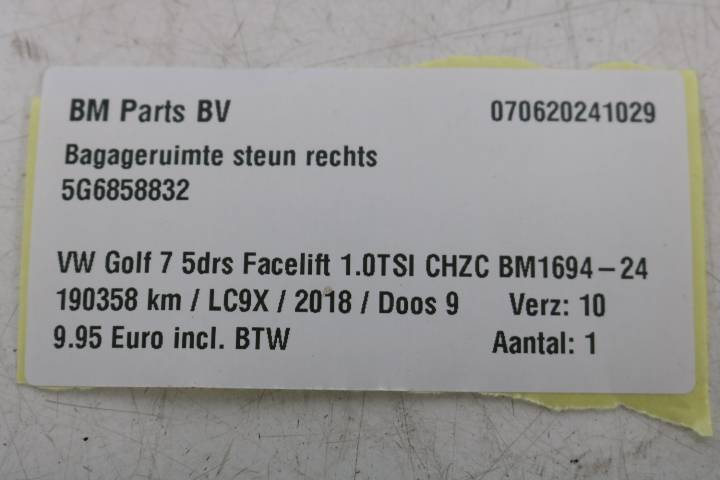 BM Parts BV 070620241029
Bagageruimte steun rechts
5G6858832
VW Golf 7 5drs Facelift 1.0TSI CHZC BM1694-24
190358 km / LC9X / 2018 / Doos 9 Verz: 10
9.95 Euro incl. BTW Aantal: 1